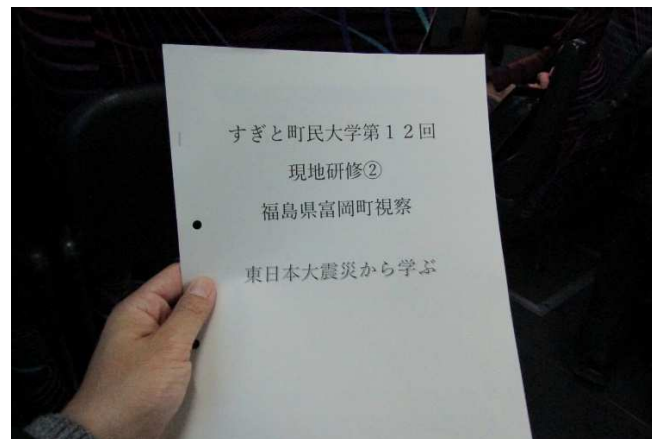 すぎと町民大学第１２回
現地研修②
福島県富岡町視察
東日本大震災から学ぶ